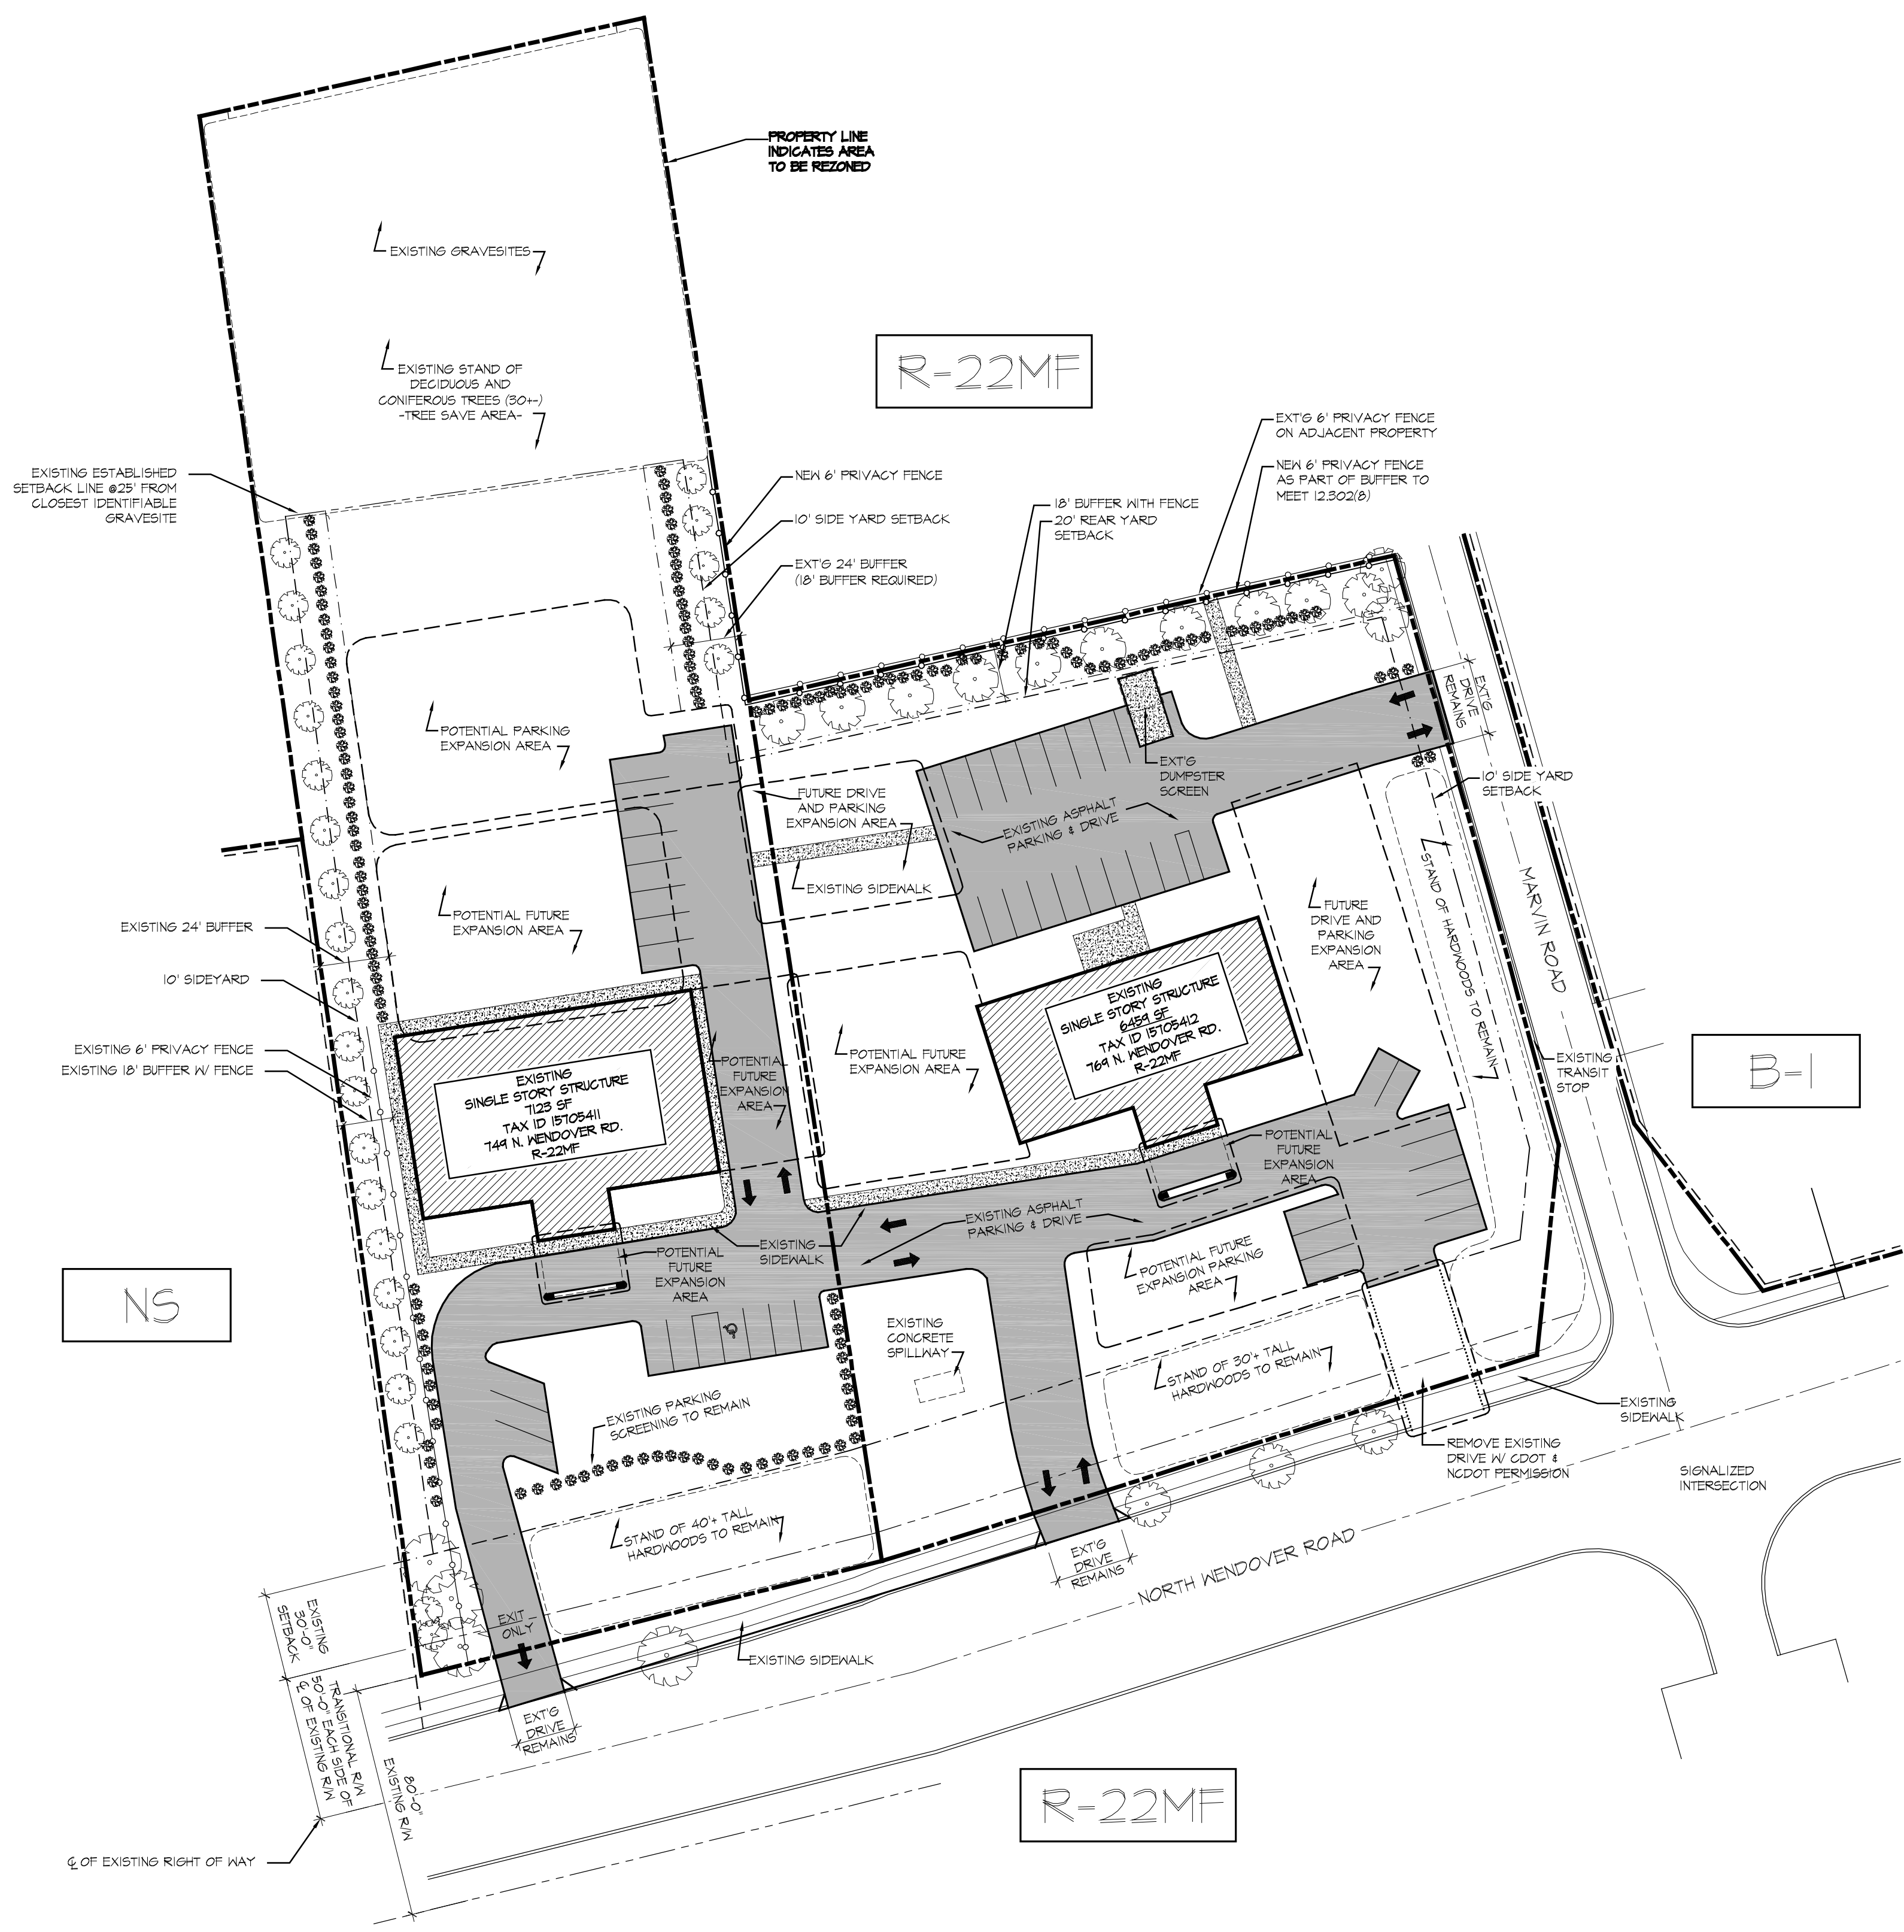 PROPERTY LINE
INDICATES AREA
TO BE REZONED
EXISTING GRAVESITES
R-22MF
EXISTING STAND OF
DECIDUOUS AND
CONIFEROUS TREES (30+-)
-TREE SAVE AREA-
EXT'G 6' PRIVACY FENCE
ON ADJACENT PROPERTY
EXISTING ESTABLISHED
SETBACK LINE @25' FROM
CLOSEST IDENTIFIABLE
GRAVESITE
NEW 6' PRIVACY FENCE
NEW 6' PRIVACY FENCE
AS PART OF BUFFER TO
MEET 12.302(8)
18' BUFFER WITH FENCE
20' REAR YARD
SETBACK
10' SIDE YARD SETBACK
EXT'G 24' BUFFER
(18' BUFFER REQUIRED)
EXT'G
DRIVE
REMAINS
POTENTIAL PARKING
EXPANSION AREA
EXT'G
DUMPSTER
SCREEN
10' SIDE YARD
SETBACK
FUTURE DRIVE
AND PARKING
EXPANSION AREA
EXISTING ASPHALT
PARKING & DRIVE
EXISTING SIDEWALK
STAND OF HARDWOODS TO REMAIN
MARVIN ROAD
POTENTIAL FUTURE
EXPANSION AREA
FUTURE
DRIVE AND
PARKING
EXPANSION
AREA
EXISTING 24' BUFFER
10' SIDEYARD
EXISTING
SINGLE STORY STRUCTURE
6459 SF
TAX ID 15705412
769 N. WENDOVER RD.
R-22MF
EXISTING 6' PRIVACY FENCE
EXISTING 18' BUFFER W/ FENCE
EXISTING
SINGLE STORY STRUCTURE
7123 SF
TAX ID 15705411
749 N. WENDOVER RD.
R-22MF
POTENTIAL
FUTURE
EXPANSION
AREA
POTENTIAL FUTURE
EXPANSION AREA
EXISTING
TRANSIT
STOP
B-1
POTENTIAL
FUTURE
EXPANSION
AREA
EXISTING ASPHALT
PARKING & DRIVE
EXISTING
SIDEWALK
POTENTIAL
FUTURE
EXPANSION
AREA
POTENTIAL FUTURE
EXPANSION PARKING
AREA
NS
EXISTING
CONCRETE
SPILLWAY
STAND OF 30'+ TALL
HARDWOODS TO REMAIN
EXISTING PARKING
SCREENING TO REMAIN
EXISTING
SIDEWALK
REMOVE EXISTING
DRIVE W/ CDOT &
NCDOT PERMISSION
SIGNALIZED
INTERSECTION
STAND OF 40'+ TALL
HARDWOODS TO REMAIN
EXT'G
DRIVE
REMAINS
NORTH WENDOVER ROAD
EXIT
ONLY
EXISTING
30'-0"
SETBACK
EXISTING SIDEWALK
TRANSITIONAL R/W
50'-0" EACH SIDE OF
℄ OF EXISTING R/W
EXT'G
DRIVE
REMAINS
80'-0"
EXISTING R/W
R-22MF
℄ OF EXISTING RIGHT OF WAY